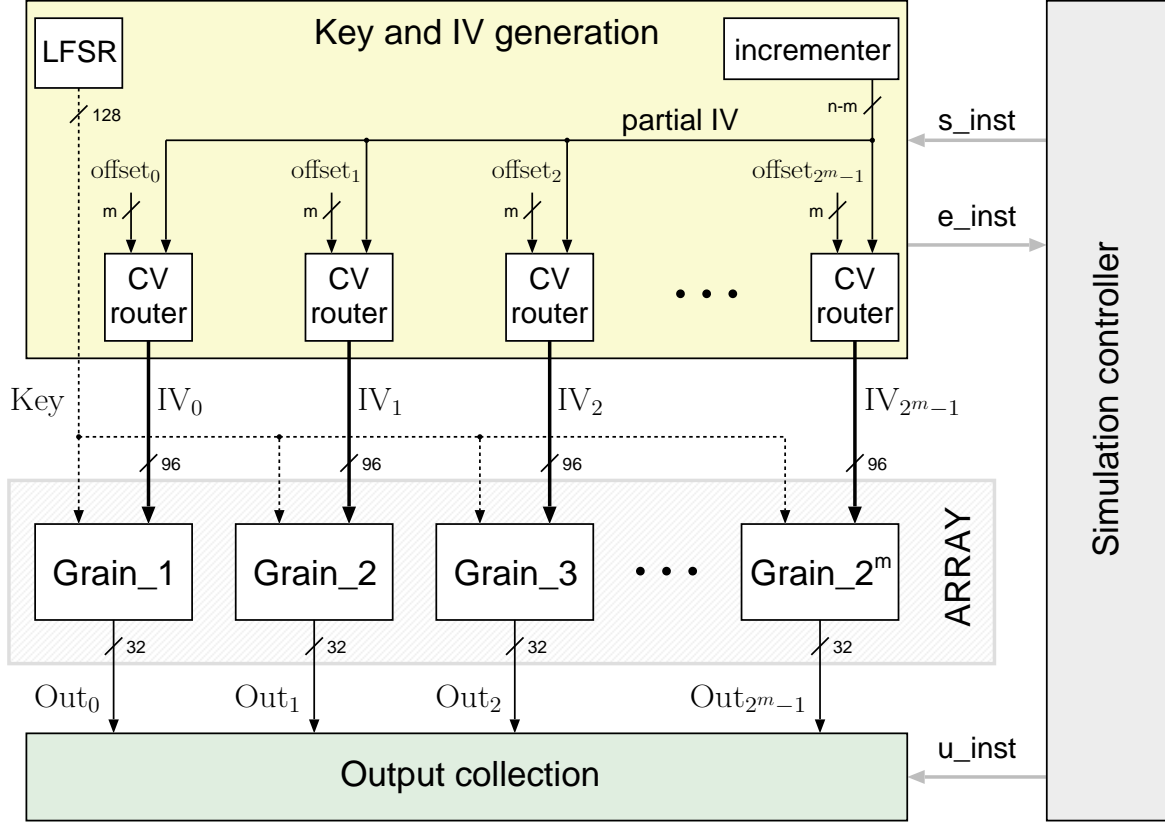 LFSR
Key and IV generation
incrementer
128
n-m
partial IV
s_inst
offset₀
offset₁
offset₂
offset₂ᵐ₋₁
m
m
m
m
e_inst
CV
router
CV
router
CV
router
• • •
CV
router
Key
IV₀
IV₁
IV₂
IV₂ᵐ₋₁
96
96
96
96
Grain_1
Grain_2
Grain_3
• • •
Grain_2ᵐ
ARRAY
32
32
32
32
Out₀
Out₁
Out₂
Out₂ᵐ₋₁
Output collection
u_inst
Simulation controller